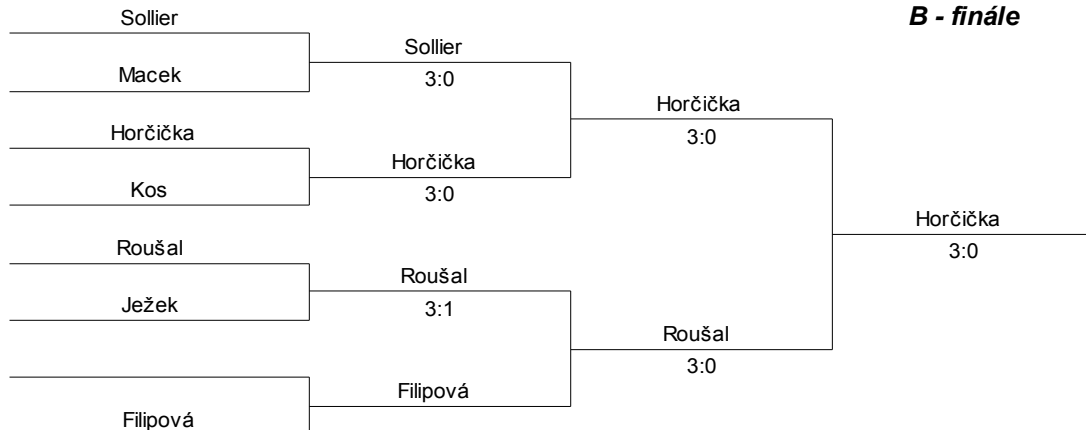 B - finále
Sollier
Macek
Horčička
Kos
Roušal
Ježek
Filipová
Sollier
3:0
Horčička
3:0
Roušal
3:1
Filipová
Horčička
3:0
Roušal
3:0
Horčička
3:0